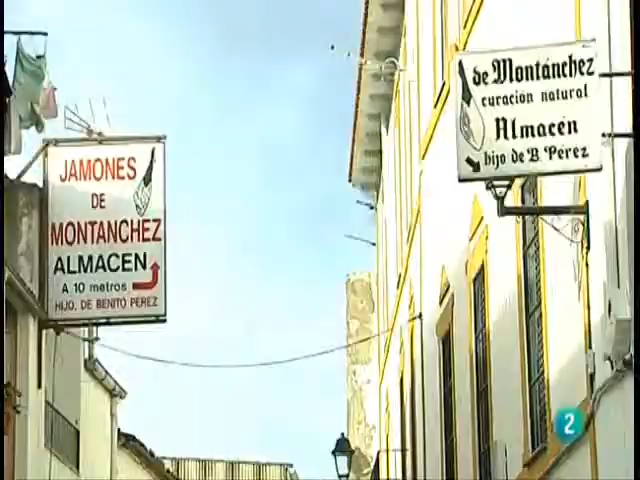 JAMONES
DE
MONTANCHEZ
ALMACEN
A 10 metros
HIJO, DE BENITO PEREZ
de Montánchez
curación natural
Almacén
hijo de B. Pérez
2